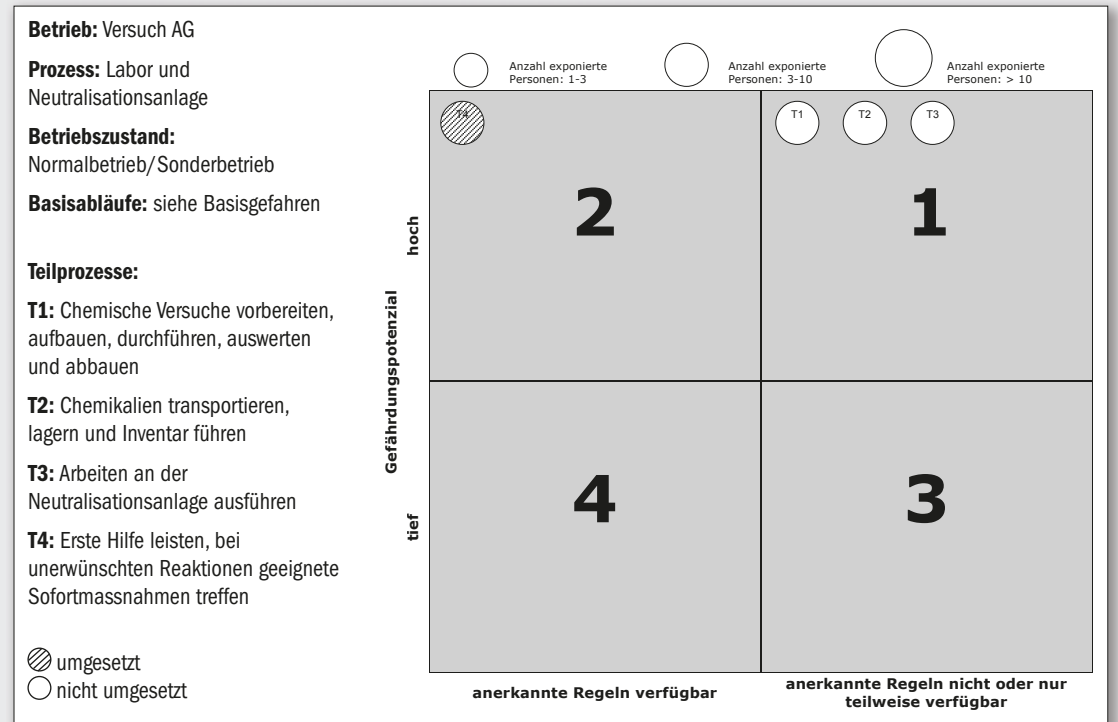 Betrieb: Versuch AG
Prozess: Labor und
Neutralisationsanlage
Betriebszustand:
Normalbetrieb/Sonderbetrieb
Basisabläufe: siehe Basisgefahren
Teilprozesse:
T1: Chemische Versuche vorbereiten,
aufbauen, durchführen, auswerten
und abbauen
T2: Chemikalien transportieren,
lagern und Inventar führen
T3: Arbeiten an der
Neutralisationsanlage ausführen
T4: Erste Hilfe leisten, bei
unerwünschten Reaktionen geeignete
Sofortmassnahmen treffen
umgesetzt
nicht umgesetzt
Anzahl exponierte
Personen: 1-3
Anzahl exponierte
Personen: 3-10
Anzahl exponierte
Personen: > 10
T4
T1
T2
T3
2
1
hoch
Gefährdungspotenzial
4
3
tief
anerkannte Regeln verfügbar
anerkannte Regeln nicht oder nur
teilweise verfügbar